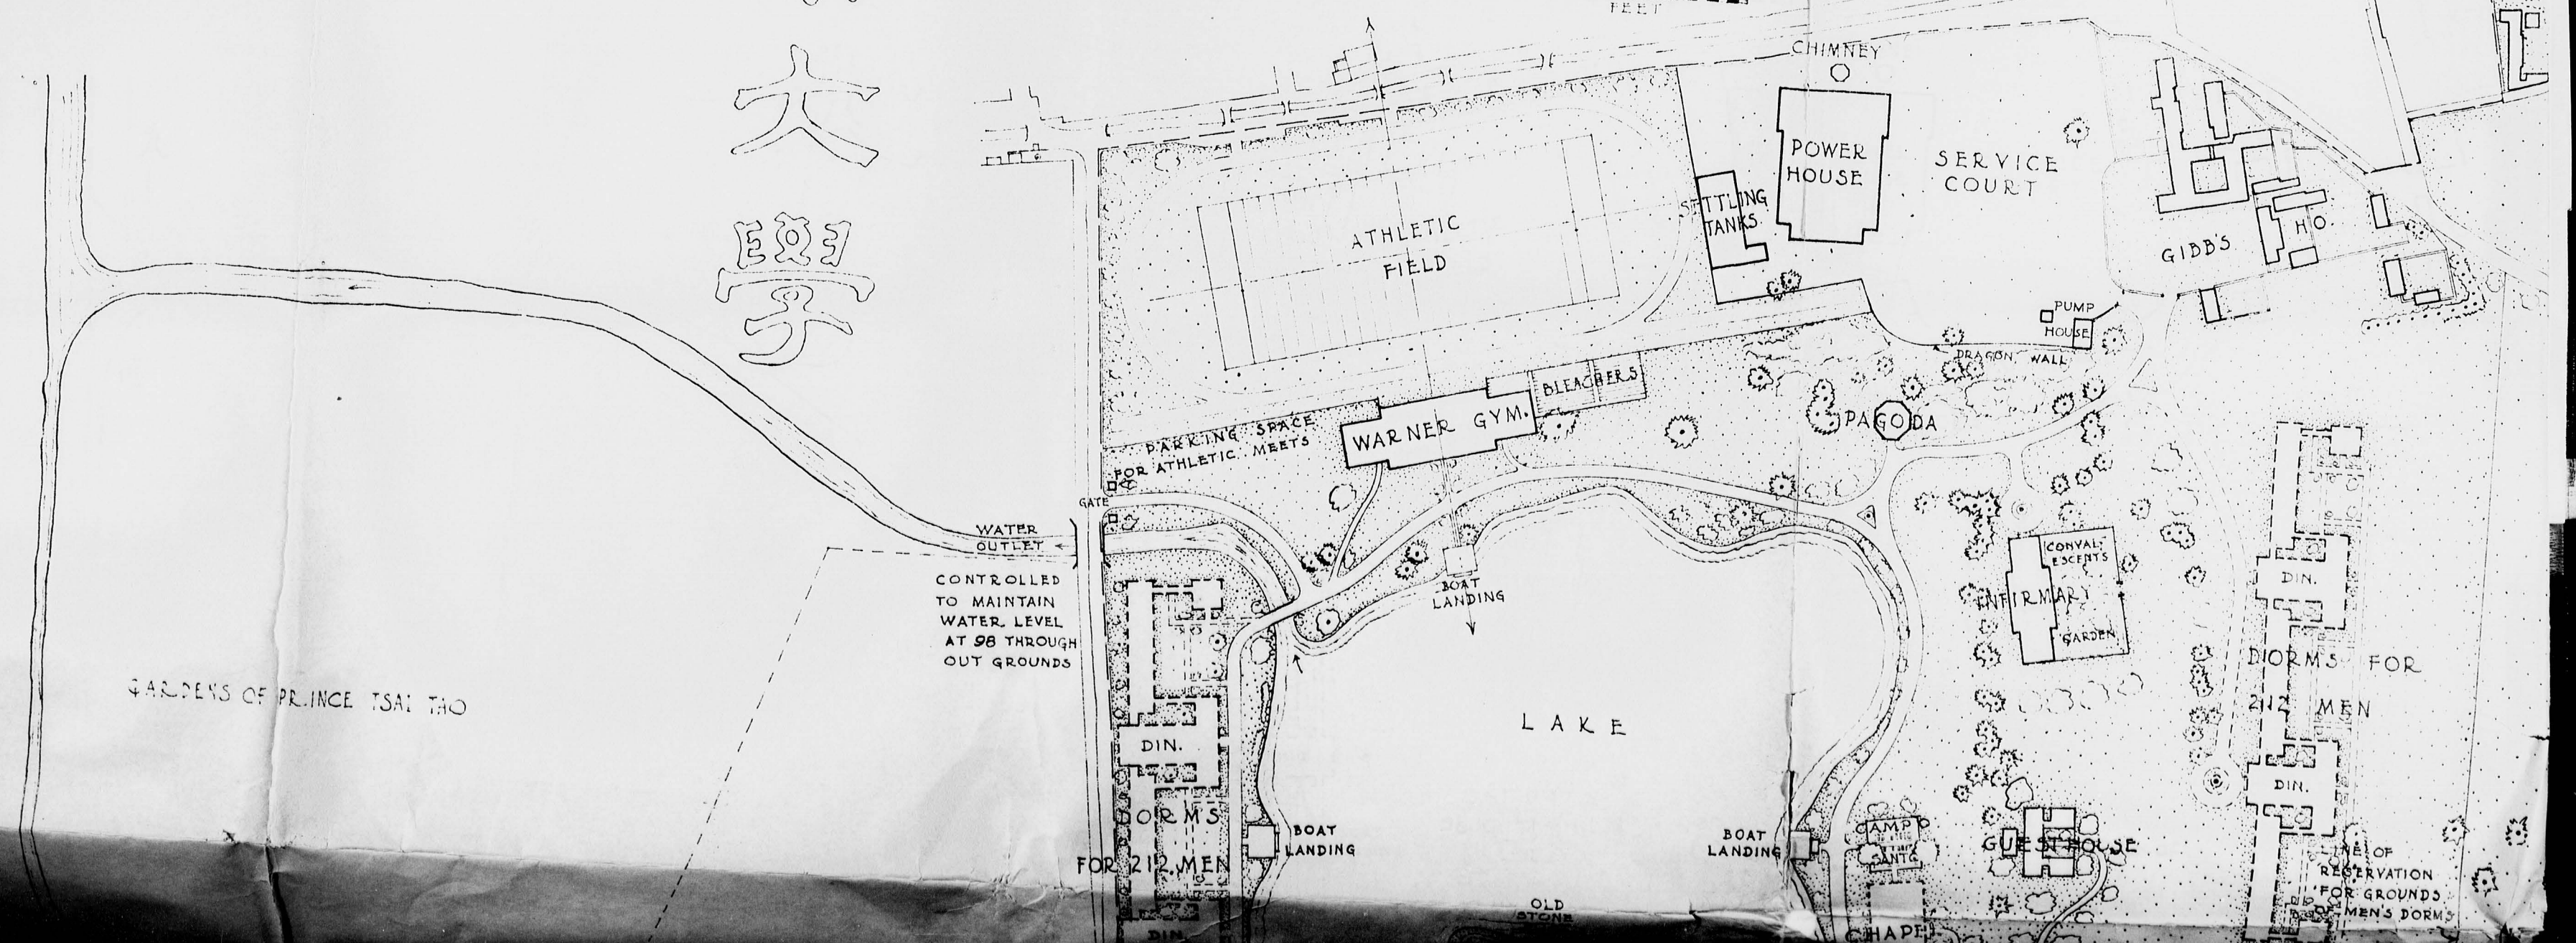 FEET
大
學
CHIMNEY
POWER
HOUSE
SERVICE
COURT
SETTLING
TANKS.
ATHLETIC
FIELD
GIBB'S
HO.
PUMP
HOUSE
DRAGON WALL
BLEACHERS
WARNER GYM.
PAGODA
PARKING SPACE
FOR ATHLETIC MEETS
GATE
WATER
OUTLET
CONTROLLED
TO MAINTAIN
WATER LEVEL
AT 98 THROUGH
OUT GROUNDS
BOAT
LANDING
CONVAL-
ESCENTS
INFIRMARY
GARDEN
DIN.
DORMS FOR
212 MEN
DIN.
GARDENS OF PRINCE TSAI TAO
LAKE
DIN.
DORMS
FOR 212 MEN
BOAT
LANDING
BOAT
LANDING
CAMP
GUEST HOUSE
LINE OF
RESERVATION
FOR GROUNDS
OF MEN'S DORMS
OLD
STONE
DIN.
CHAPEL